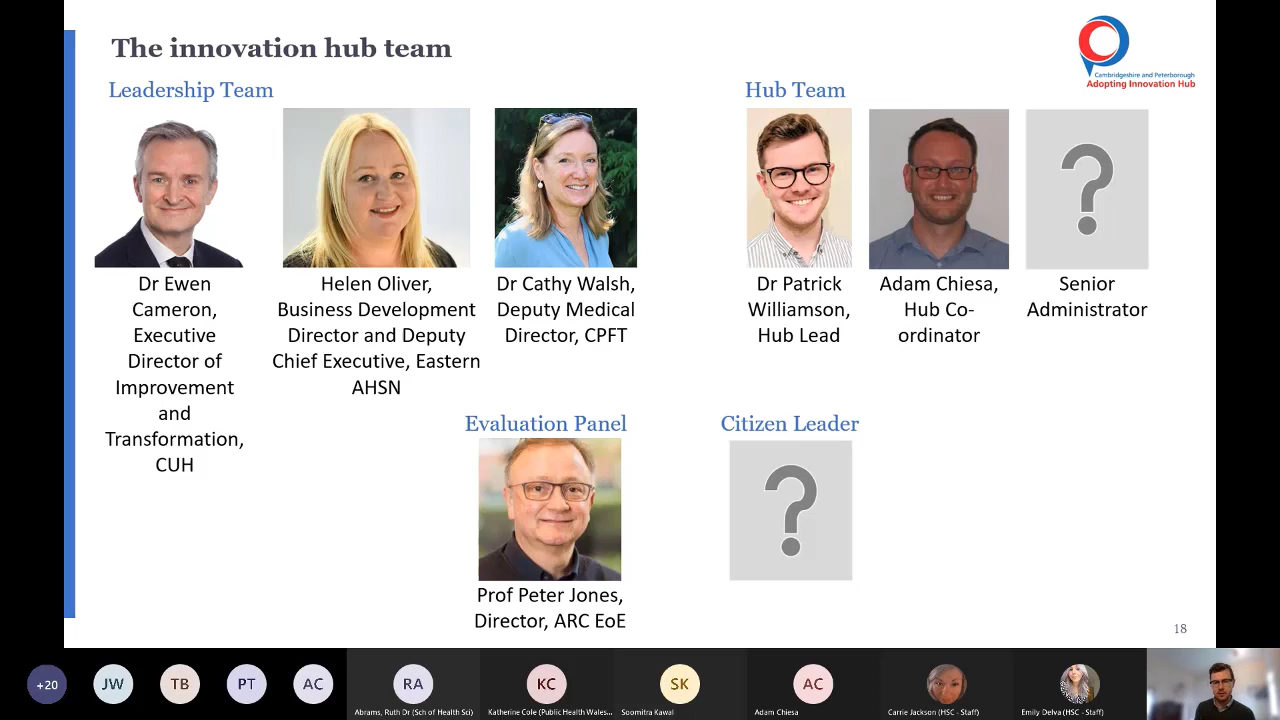 The innovation hub team
Cambridgeshire and Peterborough
Adopting Innovation Hub
Leadership Team
Hub Team
Dr Ewen
Cameron,
Executive
Director of
Improvement
and
Transformation,
CUH
Helen Oliver,
Business Development
Director and Deputy
Chief Executive, Eastern
AHSN
Dr Cathy Walsh,
Deputy Medical
Director, CPFT
Dr Patrick
Williamson,
Hub Lead
Adam Chiesa,
Hub Co-
ordinator
?
Senior
Administrator
Evaluation Panel
Prof Peter Jones,
Director, ARC EoE
Citizen Leader
?
18
+20
JW
TB
PT
AC
RA
Abrams, Ruth Dr (Sch of Health Sci)
KC
Katherine Cole (Public Health Wales...
SK
Soomitra Kawal
AC
Adam Chiesa
Carrie Jackson (HSC - Staff)
Emily Delva (HSC - Staff)